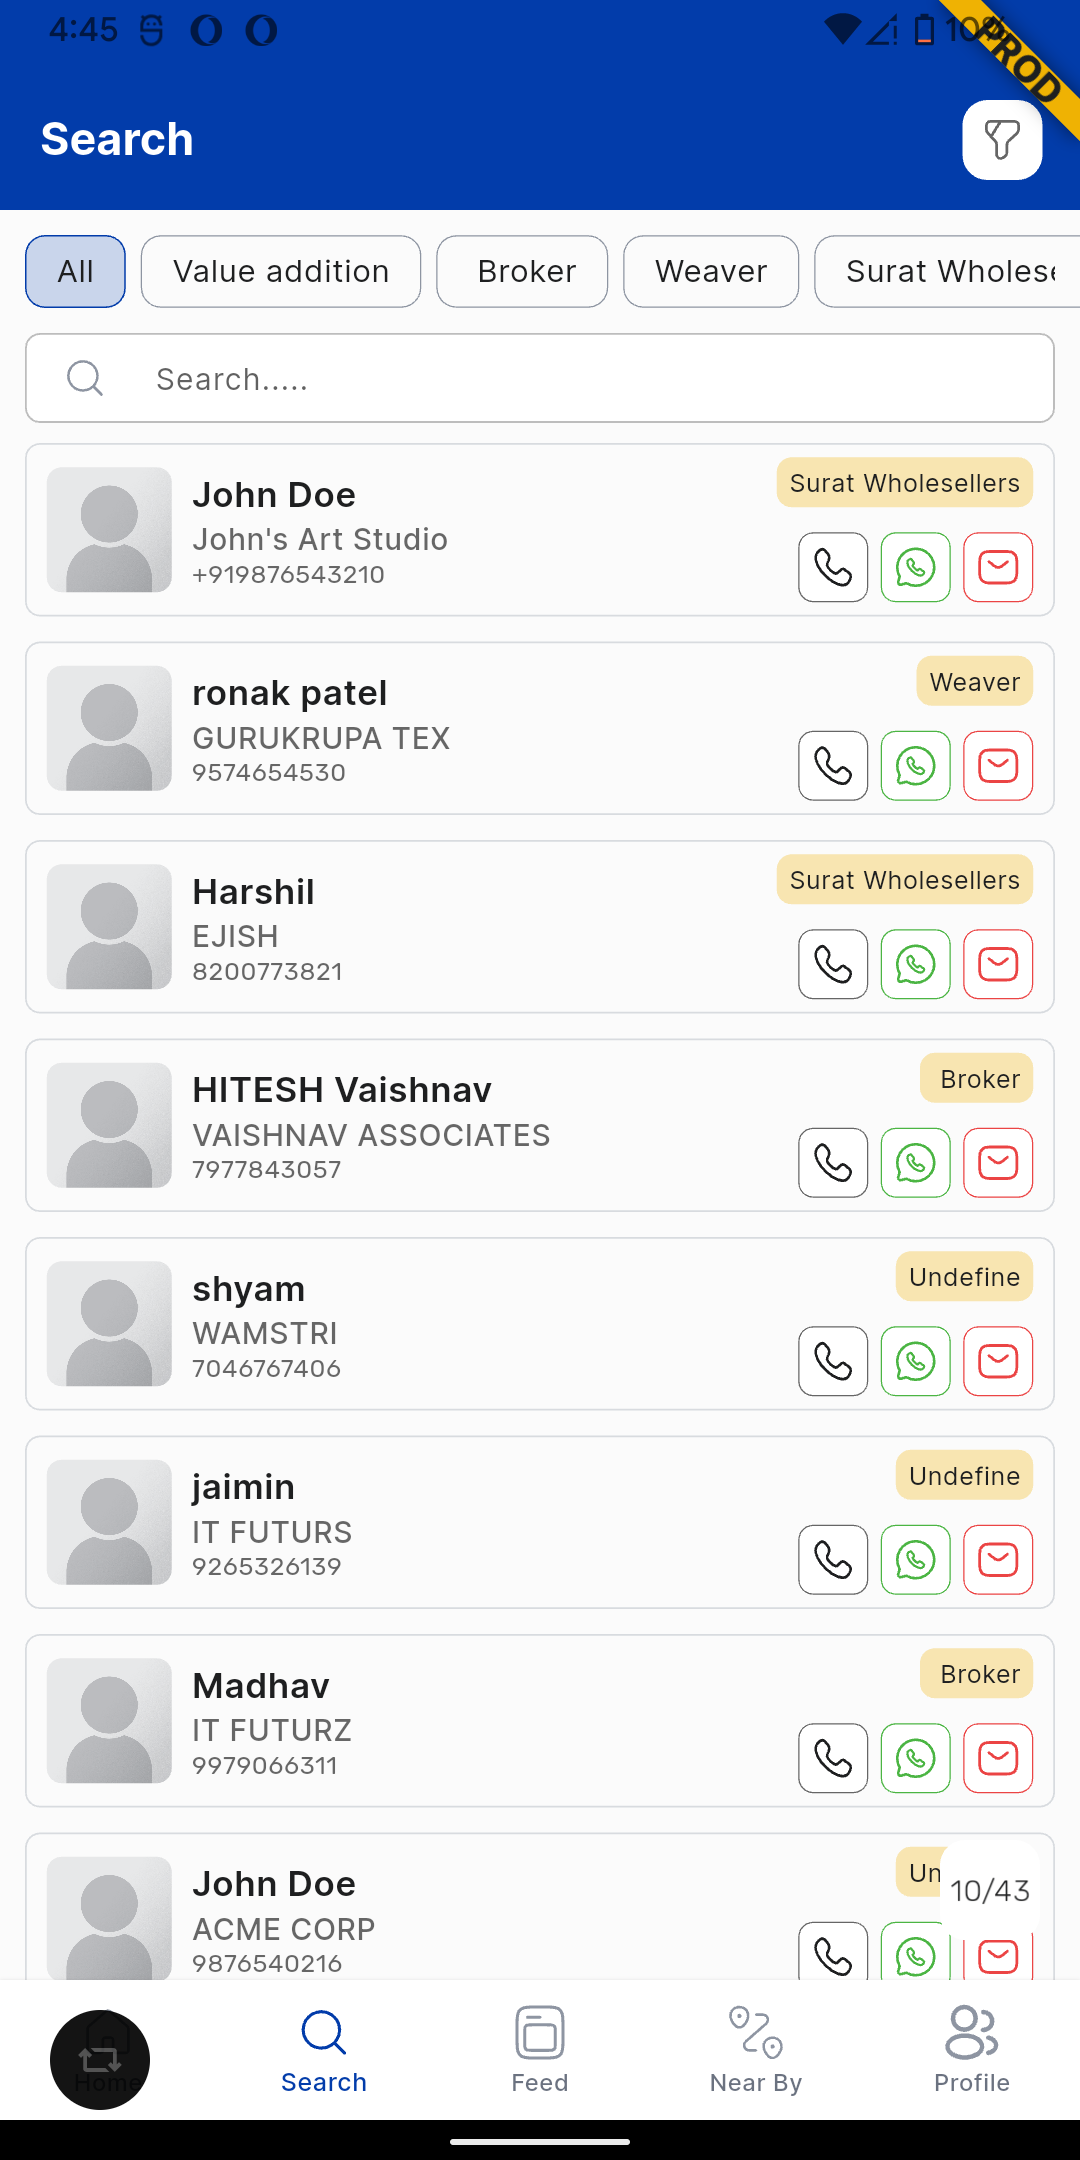 4:45
10%
PROD
Search
All Value addition Broker Weaver Surat Wholese
Search.....
John Doe
Surat Wholesellers
John's Art Studio
+919876543210
ronak patel
Weaver
GURUKRUPA TEX
9574654530
Harshil
Surat Wholesellers
EJISH
8200773821
HITESH Vaishnav
Broker
VAISHNAV ASSOCIATES
7977843057
shyam
Undefine
WAMSTRI
7046767406
jaimin
Undefine
IT FUTURS
9265326139
Madhav
Broker
IT FUTURZ
9979066311
John Doe
Un
10/43
ACME CORP
9876540216
Home Search Feed Near By Profile